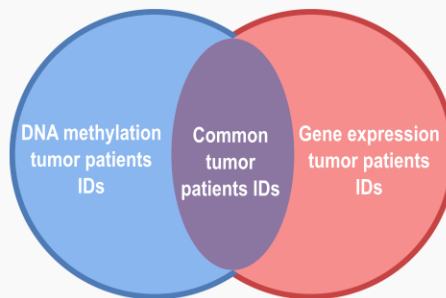 DNA methylation
tumor patients
IDs
Common
tumor
patients IDs
Gene expression
tumor patients
IDs